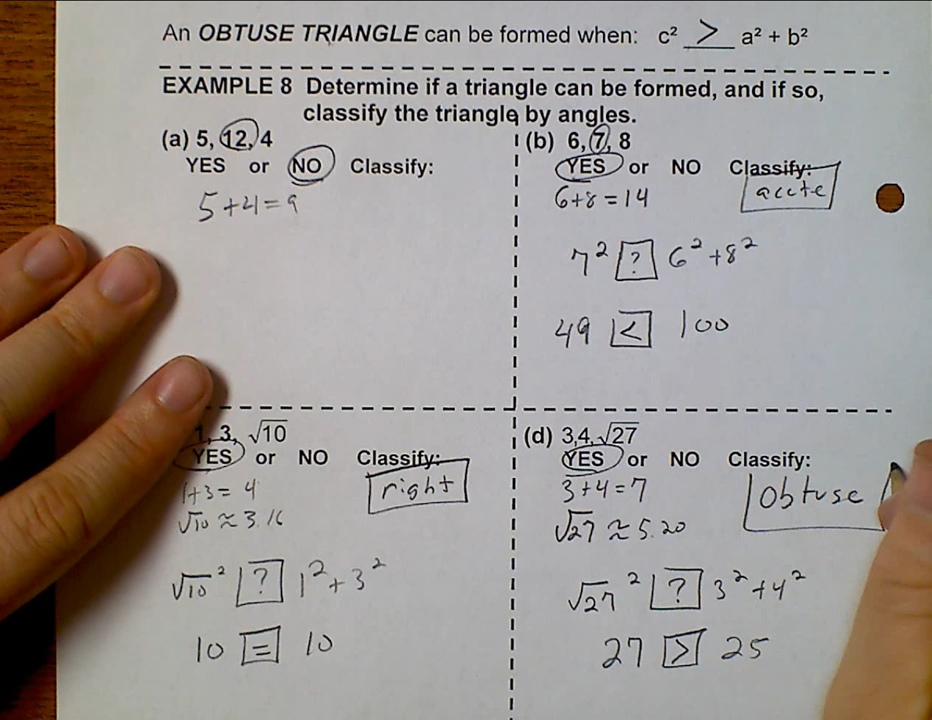 An OBTUSE TRIANGLE can be formed when: c² > a² + b²
EXAMPLE 8 Determine if a triangle can be formed, and if so,
classify the triangle by angles.
(a) 5, 12, 4
YES or NO Classify:
5+4=9
(b) 6, 7, 8
YES or NO Classify:
acute
6+8=14
7² ? 6²+8²
49 < 100
1, 3, √10
YES or NO Classify:
right
1+3=4
√10 ≈ 3.16
√10² ? 1²+3²
10 = 10
(d) 3,4,√27
YES or NO Classify:
3+4=7
obtuse
√27 ≈ 5.20
√27² ? 3²+4²
27 > 25